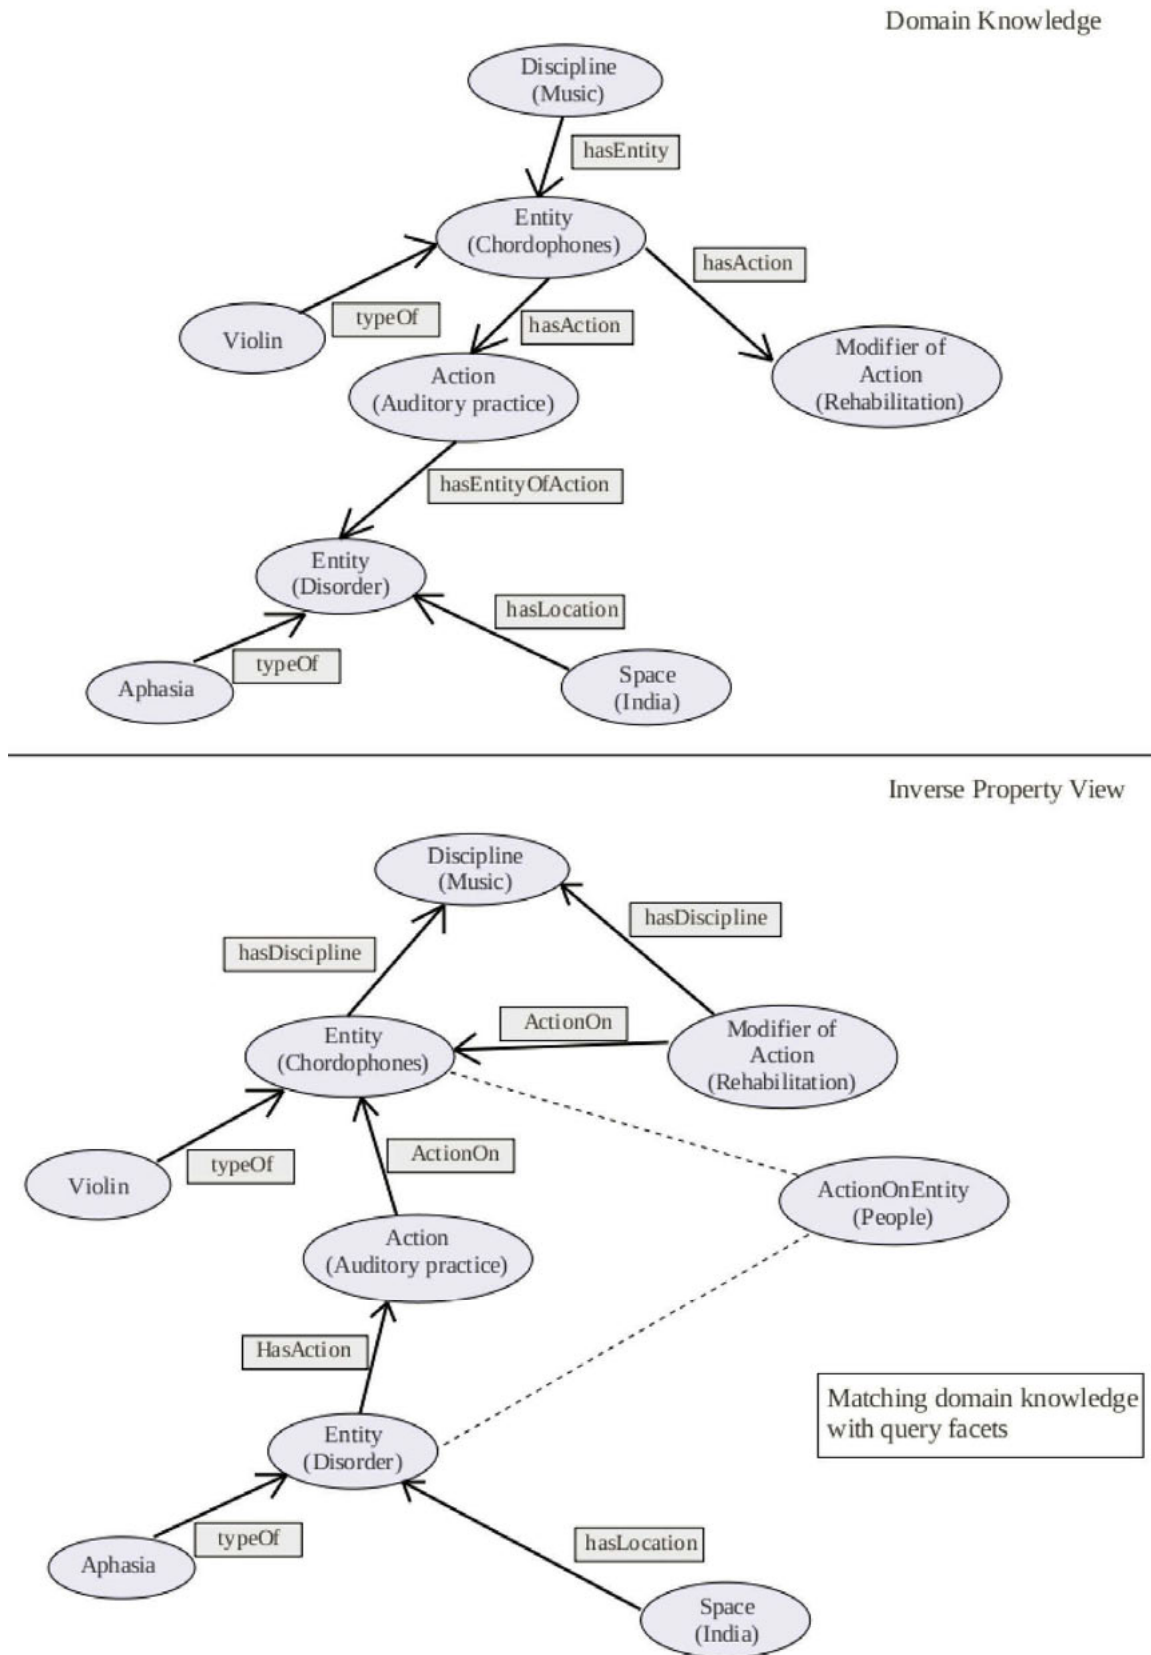 Domain Knowledge
Discipline
(Music)
hasEntity
Entity
(Chordophones)
hasAction
typeOf
hasAction
Violin
Action
(Auditory practice)
Modifier of
Action
(Rehabilitation)
hasEntityOfAction
Entity
(Disorder)
hasLocation
typeOf
Aphasia
Space
(India)
Inverse Property View
Discipline
(Music)
hasDiscipline
hasDiscipline
ActionOn
Entity
(Chordophones)
Modifier of
Action
(Rehabilitation)
typeOf
ActionOn
Violin
ActionOnEntity
(People)
Action
(Auditory practice)
HasAction
Matching domain knowledge
with query facets
Entity
(Disorder)
typeOf
hasLocation
Aphasia
Space
(India)